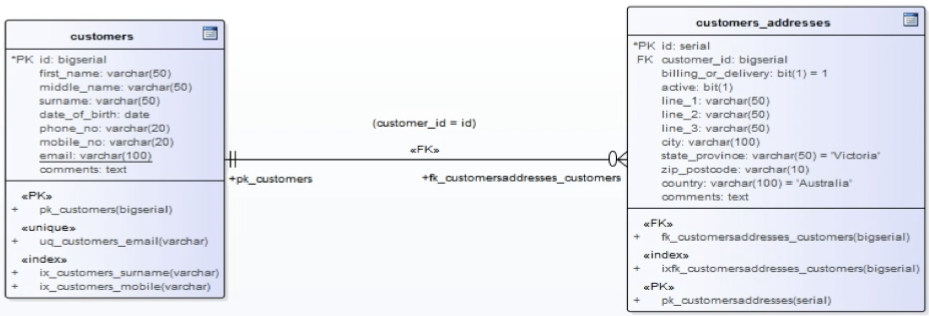 customers
*PK id: bigserial
first_name: varchar(50)
middle_name: varchar(50)
surname: varchar(50)
date_of_birth: date
phone_no: varchar(20)
mobile_no: varchar(20)
email: varchar(100)
comments: text
«PK»
+ pk_customers(bigserial)
«unique»
+ uq_customers_email(varchar)
«index»
+ ix_customers_surname(varchar)
+ ix_customers_mobile(varchar)
(customer_id = id)
«FK»
+pk_customers
+fk_customersaddresses_customers
customers_addresses
*PK id: serial
FK customer_id: bigserial
billing_or_delivery: bit(1) = 1
active: bit(1)
line_1: varchar(50)
line_2: varchar(50)
line_3: varchar(50)
city: varchar(100)
state_province: varchar(50) = 'Victoria'
zip_postcode: varchar(10)
country: varchar(100) = 'Australia'
comments: text
«FK»
+ fk_customersaddresses_customers(bigserial)
«index»
+ ixfk_customersaddresses_customers(bigserial)
«PK»
+ pk_customersaddresses(serial)